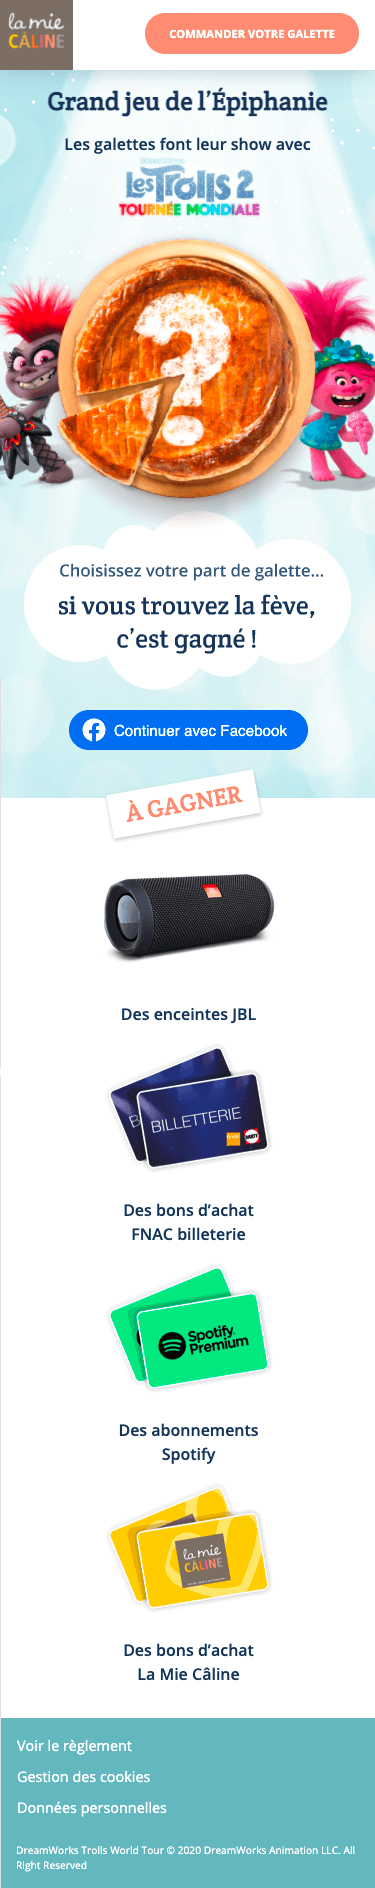 la mie
CÂLINE
COMMANDER VOTRE GALETTE
Grand jeu de l'Épiphanie
Les galettes font leur show avec
Les Trolls 2
TOURNÉE MONDIALE
?
Choisissez votre part de galette...
si vous trouvez la fève,
c'est gagné !
Continuer avec Facebook
À GAGNER
Des enceintes JBL
BILLETTERIE
fnac
DARTY
Des bons d'achat
FNAC billeterie
Spotify
Premium
Des abonnements
Spotify
la mie
CÂLINE
Des bons d'achat
La Mie Câline
Voir le règlement
Gestion des cookies
Données personnelles
DreamWorks Trolls World Tour © 2020 DreamWorks Animation LLC. All
Right Reserved